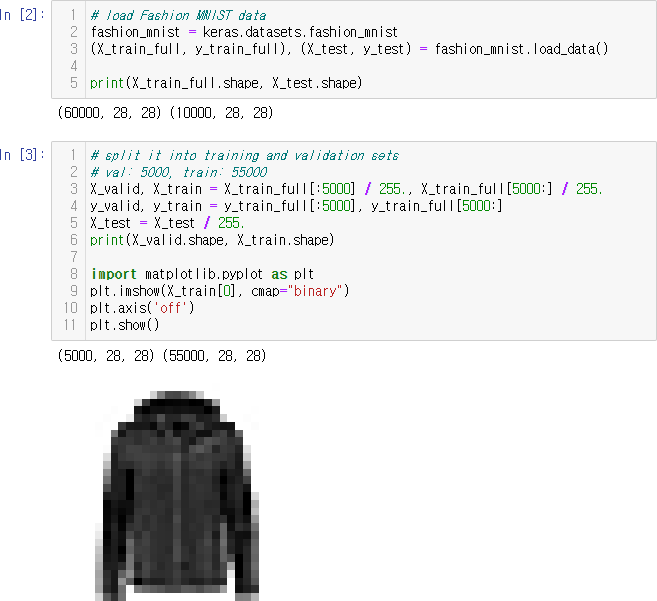 In [2]:
1 # load Fashion MNIST data
2 fashion_mnist = keras.datasets.fashion_mnist
3 (X_train_full, y_train_full), (X_test, y_test) = fashion_mnist.load_data()
4
5 print(X_train_full.shape, X_test.shape)
(60000, 28, 28) (10000, 28, 28)
In [3]:
1 # split it into training and validation sets
2 # val: 5000, train: 55000
3 X_valid, X_train = X_train_full[:5000] / 255., X_train_full[5000:] / 255.
4 y_valid, y_train = y_train_full[:5000], y_train_full[5000:]
5 X_test = X_test / 255.
6 print(X_valid.shape, X_train.shape)
7
8 import matplotlib.pyplot as plt
9 plt.imshow(X_train[0], cmap="binary")
10 plt.axis('off')
11 plt.show()
(5000, 28, 28) (55000, 28, 28)